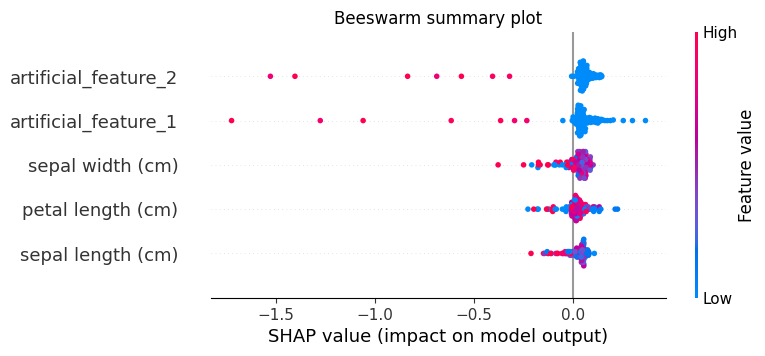 Beeswarm summary plot
High
artificial_feature_2
artificial_feature_1
sepal width (cm)
petal length (cm)
sepal length (cm)
Feature value
Low
−1.5 −1.0 −0.5 0.0
SHAP value (impact on model output)